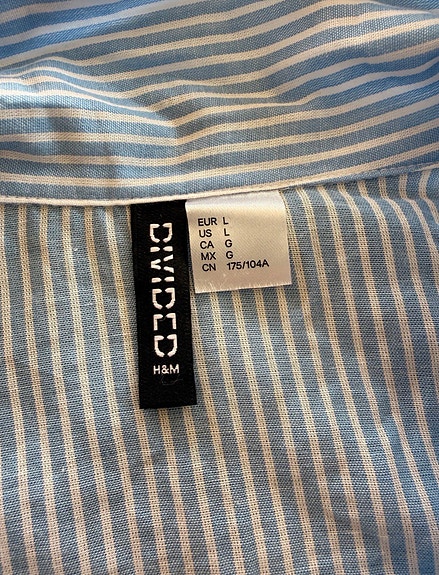 DIVIDED
H&M
EUR L
US L
CA G
MX G
CN 175/104A